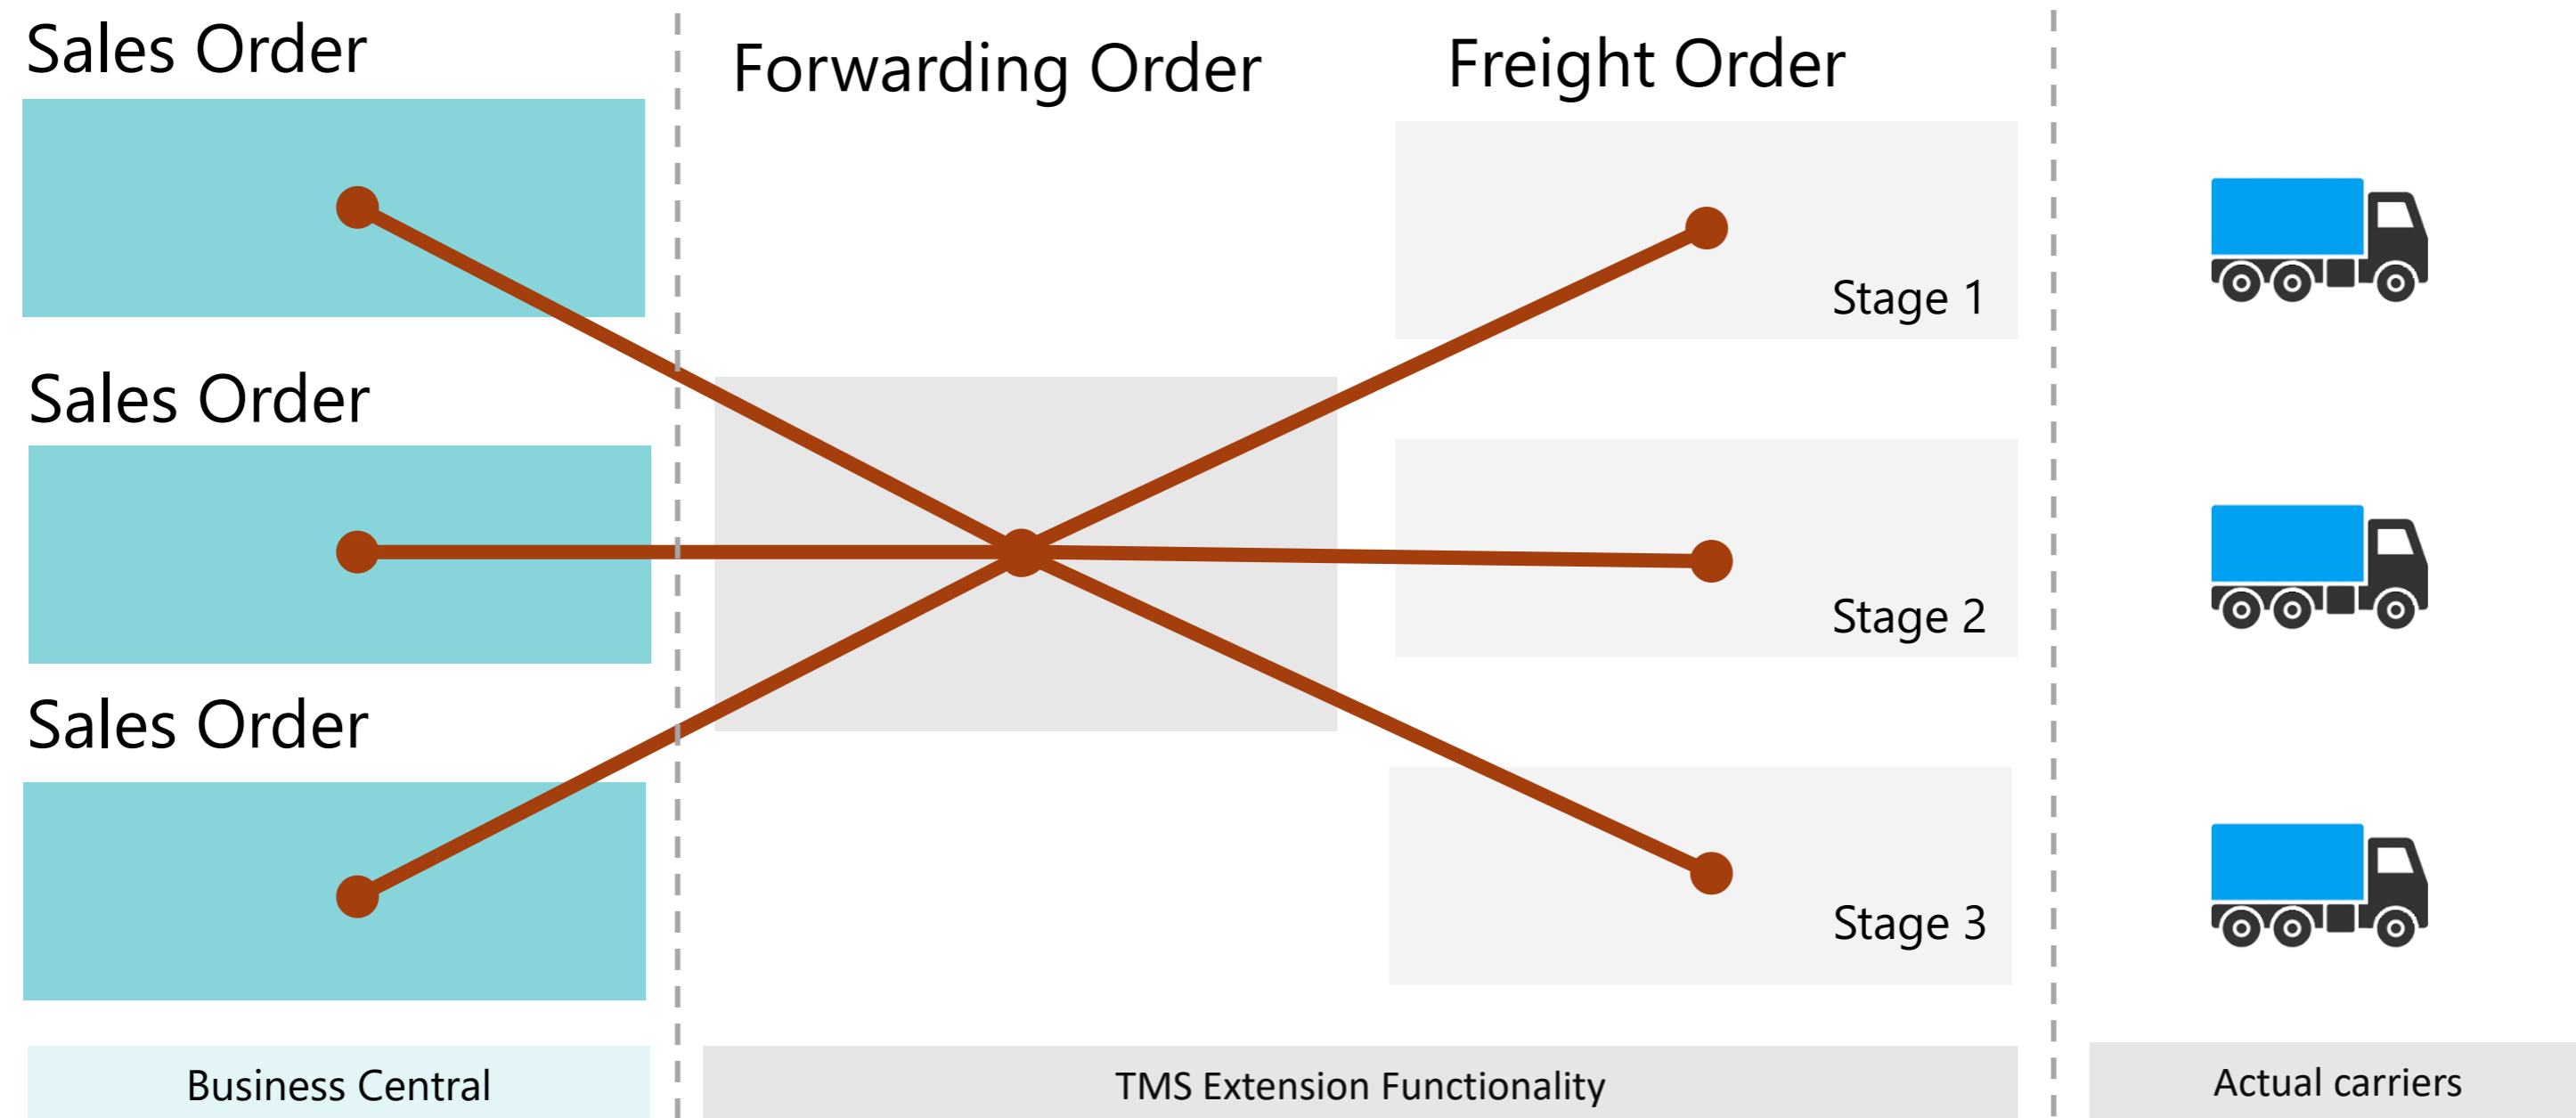 Sales Order
Forwarding Order
Freight Order
Stage 1
Sales Order
Stage 2
Sales Order
Stage 3
Business Central
TMS Extension Functionality
Actual carriers